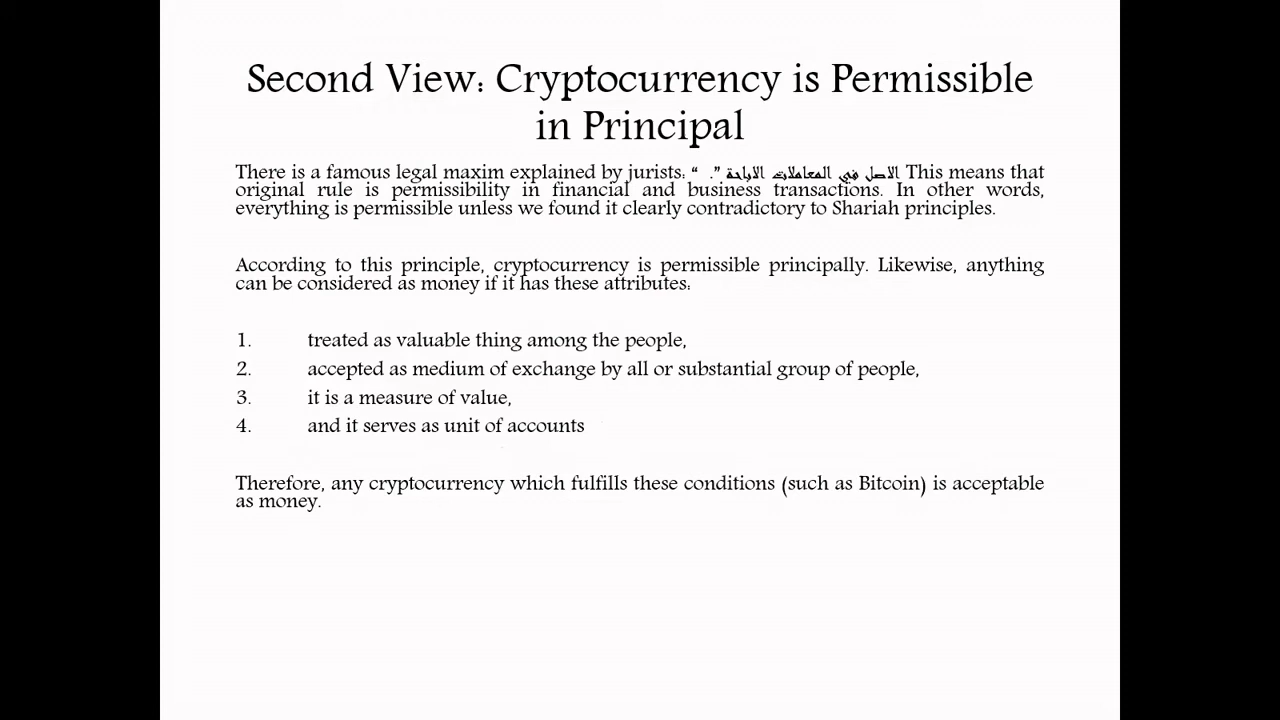 Second View: Cryptocurrency is Permissible
in Principal
There is a famous legal maxim explained by jurists: “ .” الاصل في المعاملات الاباحة This means that
original rule is permissibility in financial and business transactions. In other words,
everything is permissible unless we found it clearly contradictory to Shariah principles.
According to this principle, cryptocurrency is permissible principally. Likewise, anything
can be considered as money if it has these attributes:
1. treated as valuable thing among the people,
2. accepted as medium of exchange by all or substantial group of people,
3. it is a measure of value,
4. and it serves as unit of accounts
Therefore, any cryptocurrency which fulfills these conditions (such as Bitcoin) is acceptable
as money.